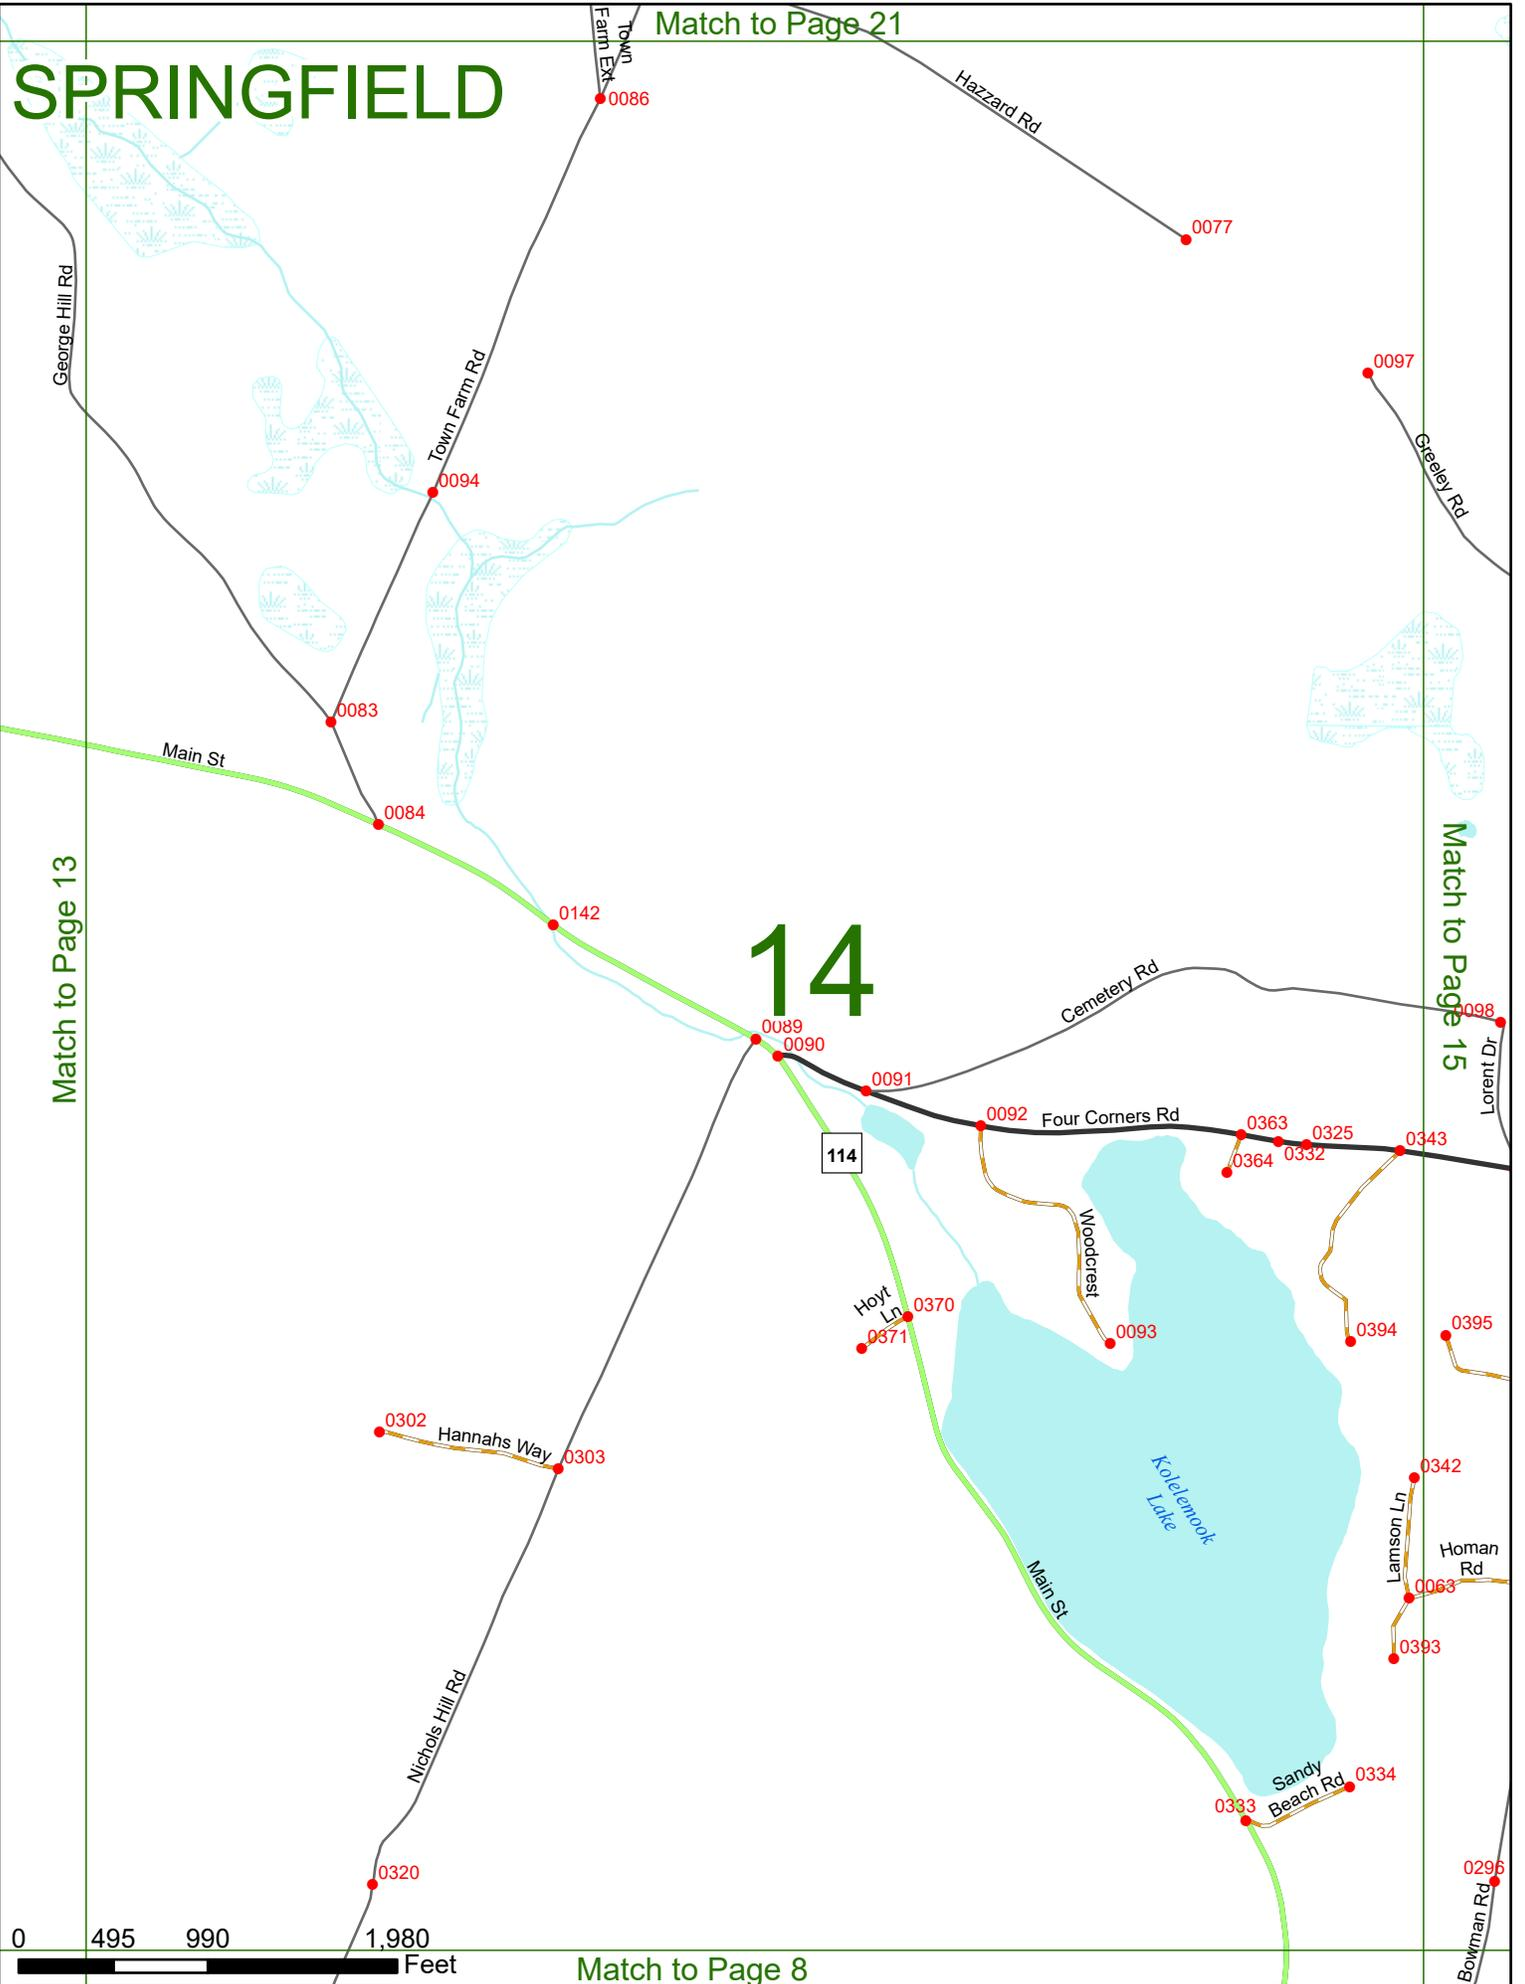 Match to Page 21
SPRINGFIELD
Town
Farm Ext
0086
Hazzard Rd
0077
George Hill Rd
0097
Town Farm Rd
Greeley Rd
0094
0083
Main St
0084
Match to Page 13
Match to Page 15
0142
14
Cemetery Rd
0098
0089
0090
Lorent Dr
0091
0092
Four Corners Rd
0363
0325
0343
0332
0364
114
Woodcrest
Hoyt
Ln
0370
0371
0093
0394
0395
0302
Hannahs Way
0303
0342
Kolelemook
Lake
Lamson Ln
Homan
Rd
0063
Main St
0393
Nichols Hill Rd
Sandy
Beach Rd
0334
0333
0320
0296
Bowman Rd
0 495 990 1,980
Feet
Match to Page 8